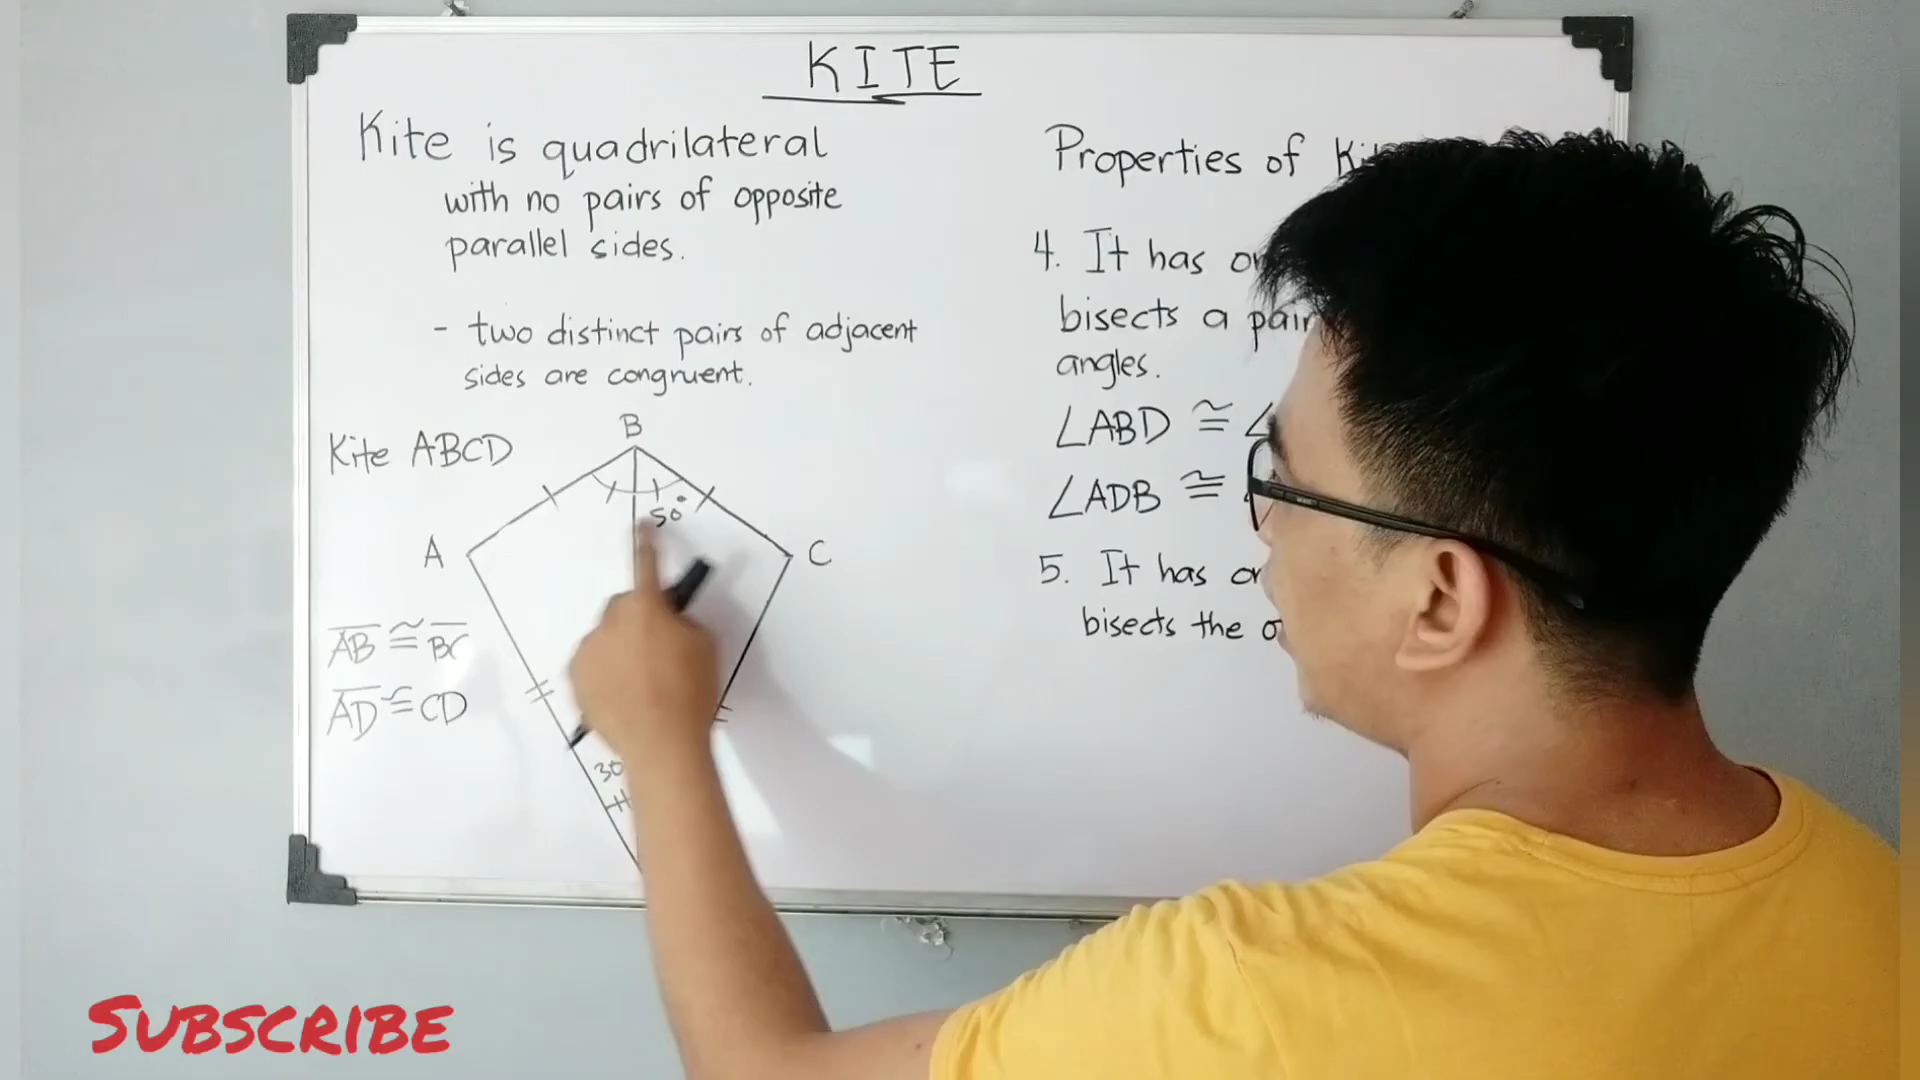 KITE
Kite is quadrilateral
with no pairs of opposite
parallel sides.
- two distinct pairs of adjacent
sides are congruent.
Kite ABCD
B
50°
A
C
AB ≅ BC
AD ≅ CD
30
Properties of
4. It has
bisects a pair
angles.
∠ABD ≅ ∠
∠ADB ≅
5. It has
bisects the
SUBSCRIBE